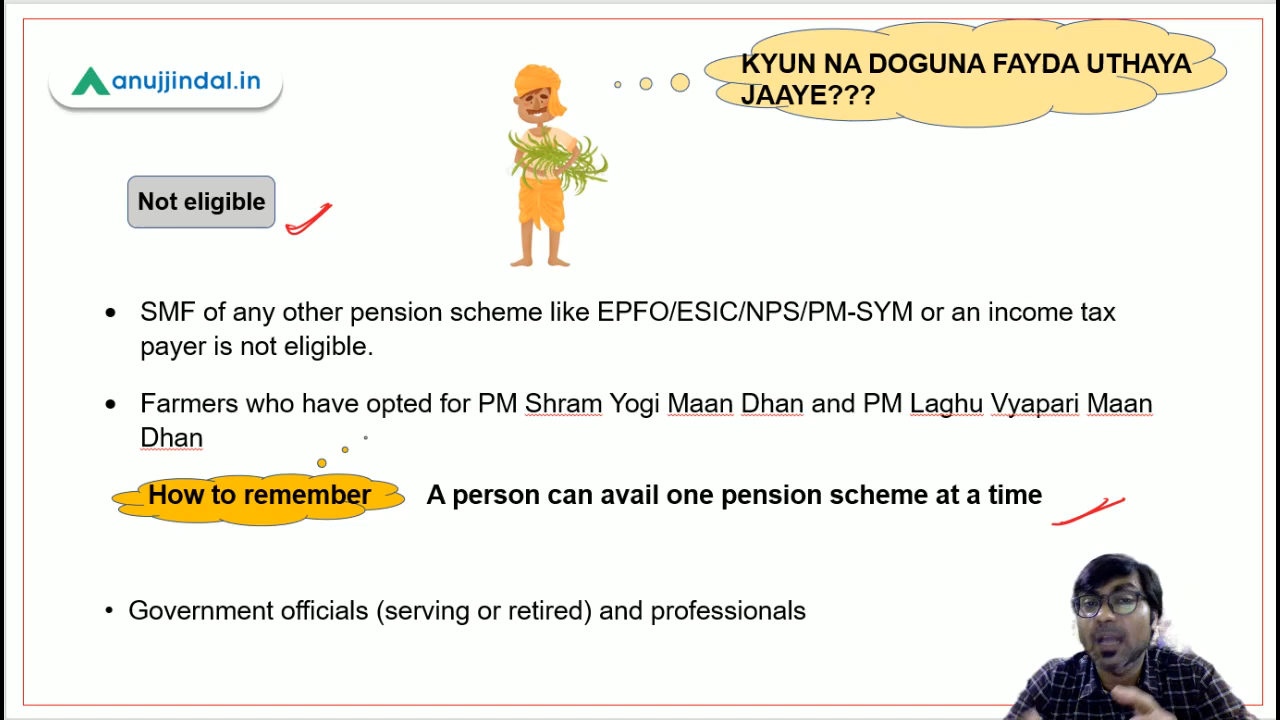 anujjindal.in
KYUN NA DOGUNA FAYDA UTHAYA
JAAYE???
Not eligible
• SMF of any other pension scheme like EPFO/ESIC/NPS/PM-SYM or an income tax
payer is not eligible.
• Farmers who have opted for PM Shram Yogi Maan Dhan and PM Laghu Vyapari Maan
Dhan
How to remember A person can avail one pension scheme at a time
• Government officials (serving or retired) and professionals